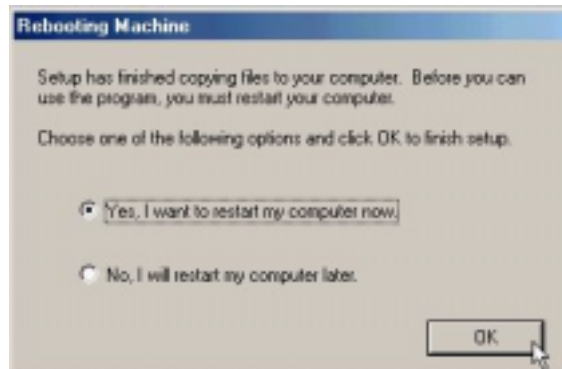 Rebooting Machine
Setup has finished copying files to your computer. Before you can
use the program, you must restart your computer.
Choose one of the following options and click OK to finish setup.
Yes, I want to restart my computer now.
No, I will restart my computer later.
OK